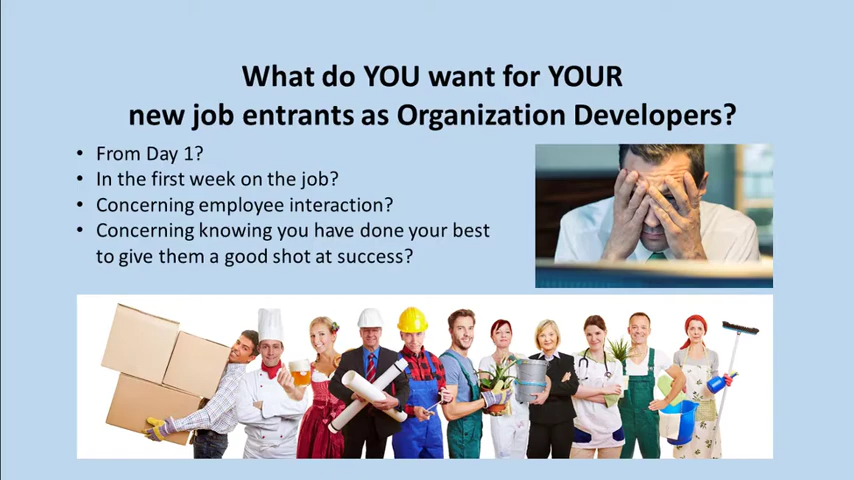 What do YOU want for YOUR
new job entrants as Organization Developers?
• From Day 1?
• In the first week on the job?
• Concerning employee interaction?
• Concerning knowing you have done your best
to give them a good shot at success?